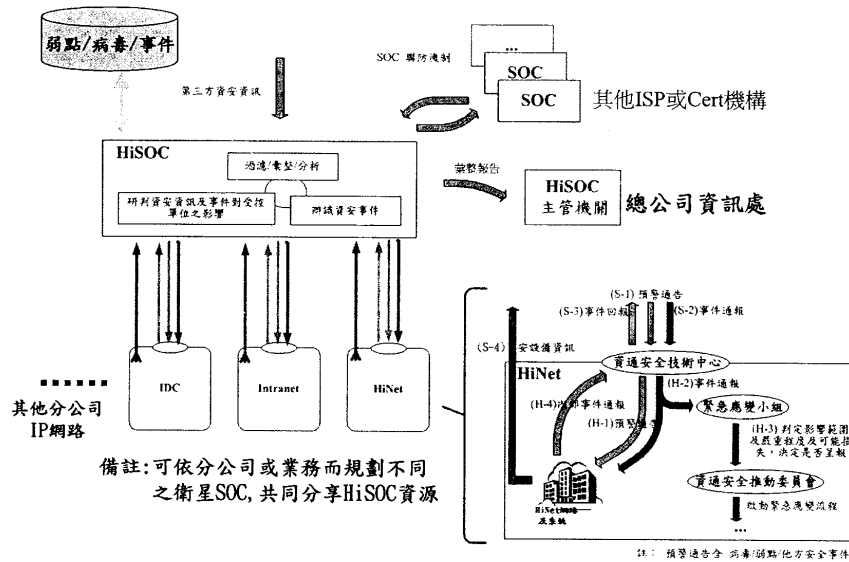 弱點/病毒/事件
第三方資安資訊
SOC 聯防機制
...
SOC
SOC
其他ISP或Cert機構
HiSOC
過濾/彙整/分析
研判資安資訊及事件對受控
單位之影響
辨識資安事件
彙整報告
HiSOC
主管機關
總公司資訊處
IDC
Intranet
HiNet
其他分公司
IP網路
備註:可依分公司或業務而規劃不同
之衛星SOC,共同分享HiSOC資源
(S-1) 預警通告
(S-3)事件回報
(S-2)事件通報
(S-4) 安設備資訊
HiNet
資通安全技術中心
(H-2)事件通報
(H-4)內部事件通報
(H-1)預警通告
緊急應變小組
(H-3) 判定影響範圍
及嚴重程度及可能損
失,決定是否呈報
資通安全推動委員會
啟動緊急應變流程
...
HiNet網路
及系統
註: 預警通告含 病毒/弱點/他方安全事件